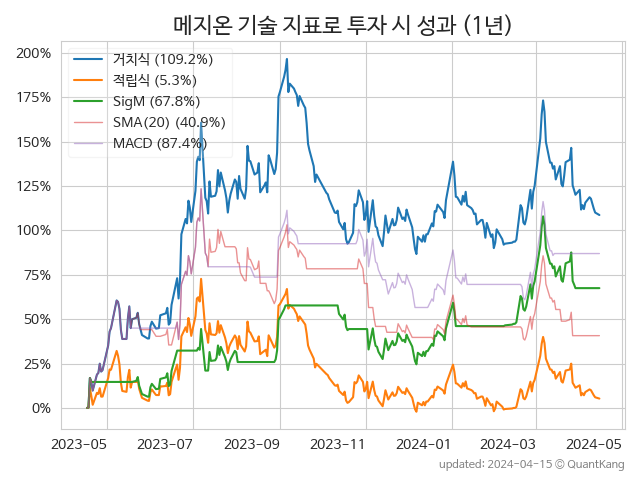 메지온 기술 지표로 투자 시 성과 (1년)
200%
175%
150%
125%
100%
75%
50%
25%
0%
거치식 (109.2%)
적립식 (5.3%)
SigM (67.8%)
SMA(20) (40.9%)
MACD (87.4%)
2023-05
2023-07
2023-09
2023-11
2024-01
2024-03
2024-05
updated: 2024-04-15 ⓒ QuantKang